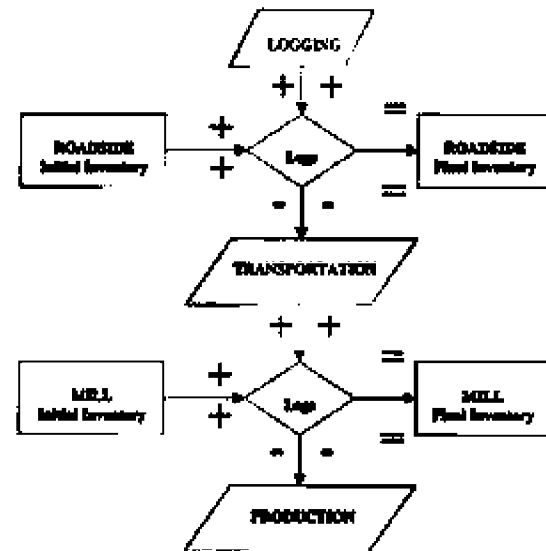 LOGGING
+ +
+
=
ROADSIDE
Initial Inventory
Logs
ROADSIDE
Final Inventory
+
=
- -
TRANSPORTATION
+ +
+
=
MILL
Initial Inventory
Logs
MILL
Final Inventory
+
=
- -
PRODUCTION